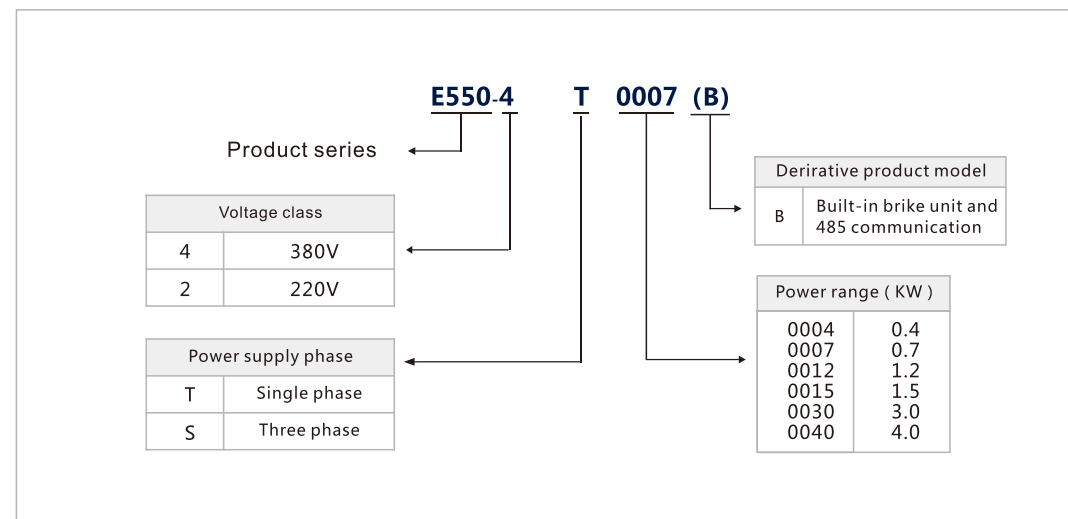 E550-4 T 0007 (B)
Product series
Voltage class
4 380V
2 220V
Power supply phase
T Single phase
S Three phase
Derirative product model
B Built-in brike unit and
485 communication
Power range ( KW )
0004 0.4
0007 0.7
0012 1.2
0015 1.5
0030 3.0
0040 4.0